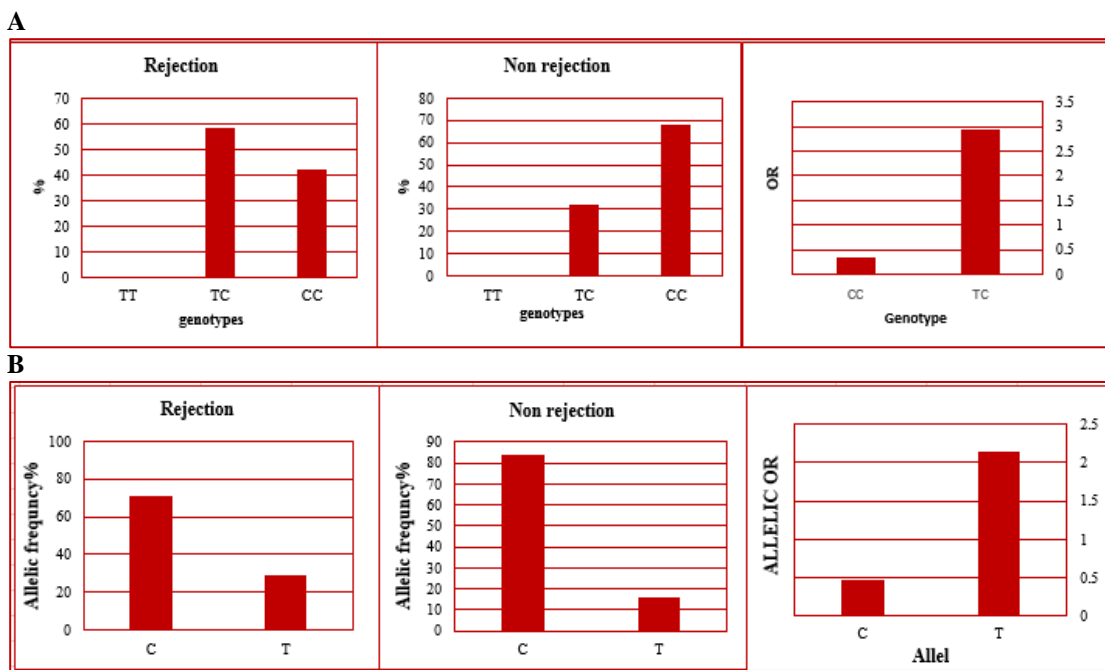 A
Rejection
70
60
50
40
30
20
10
0
%
TT TC CC
genotypes
Non rejection
80
70
60
50
40
30
20
10
0
%
TT TC CC
genotypes
3.5
3
2.5
2
1.5
1
0.5
0
OR
CC TC
Genotype
B
Rejection
100
80
60
40
20
0
Allelic frequncy%
C T
Non rejection
90
80
70
60
50
40
30
20
10
0
Allelic frequncy%
C T
2.5
2
1.5
1
0.5
0
ALLELIC OR
C T
Allel